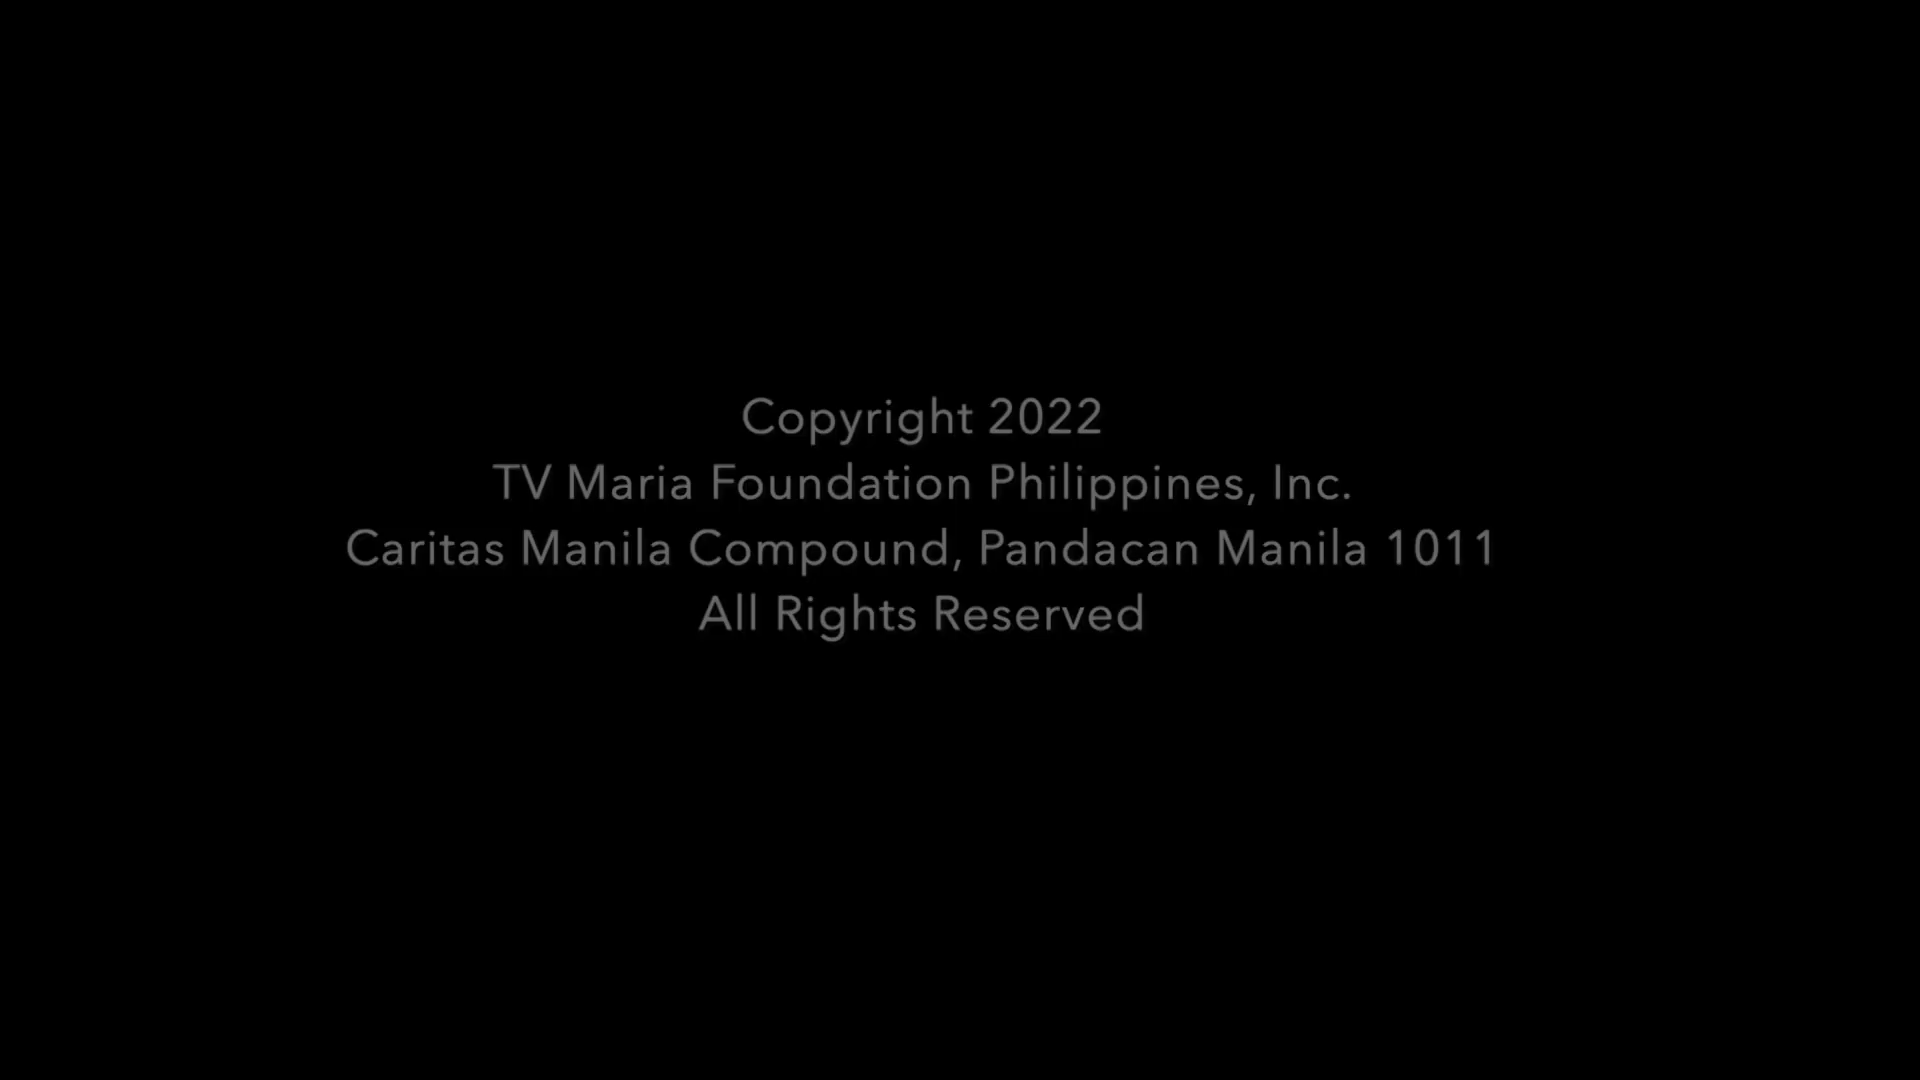 Copyright 2022
TV Maria Foundation Philippines, Inc.
Caritas Manila Compound, Pandacan Manila 1011
All Rights Reserved